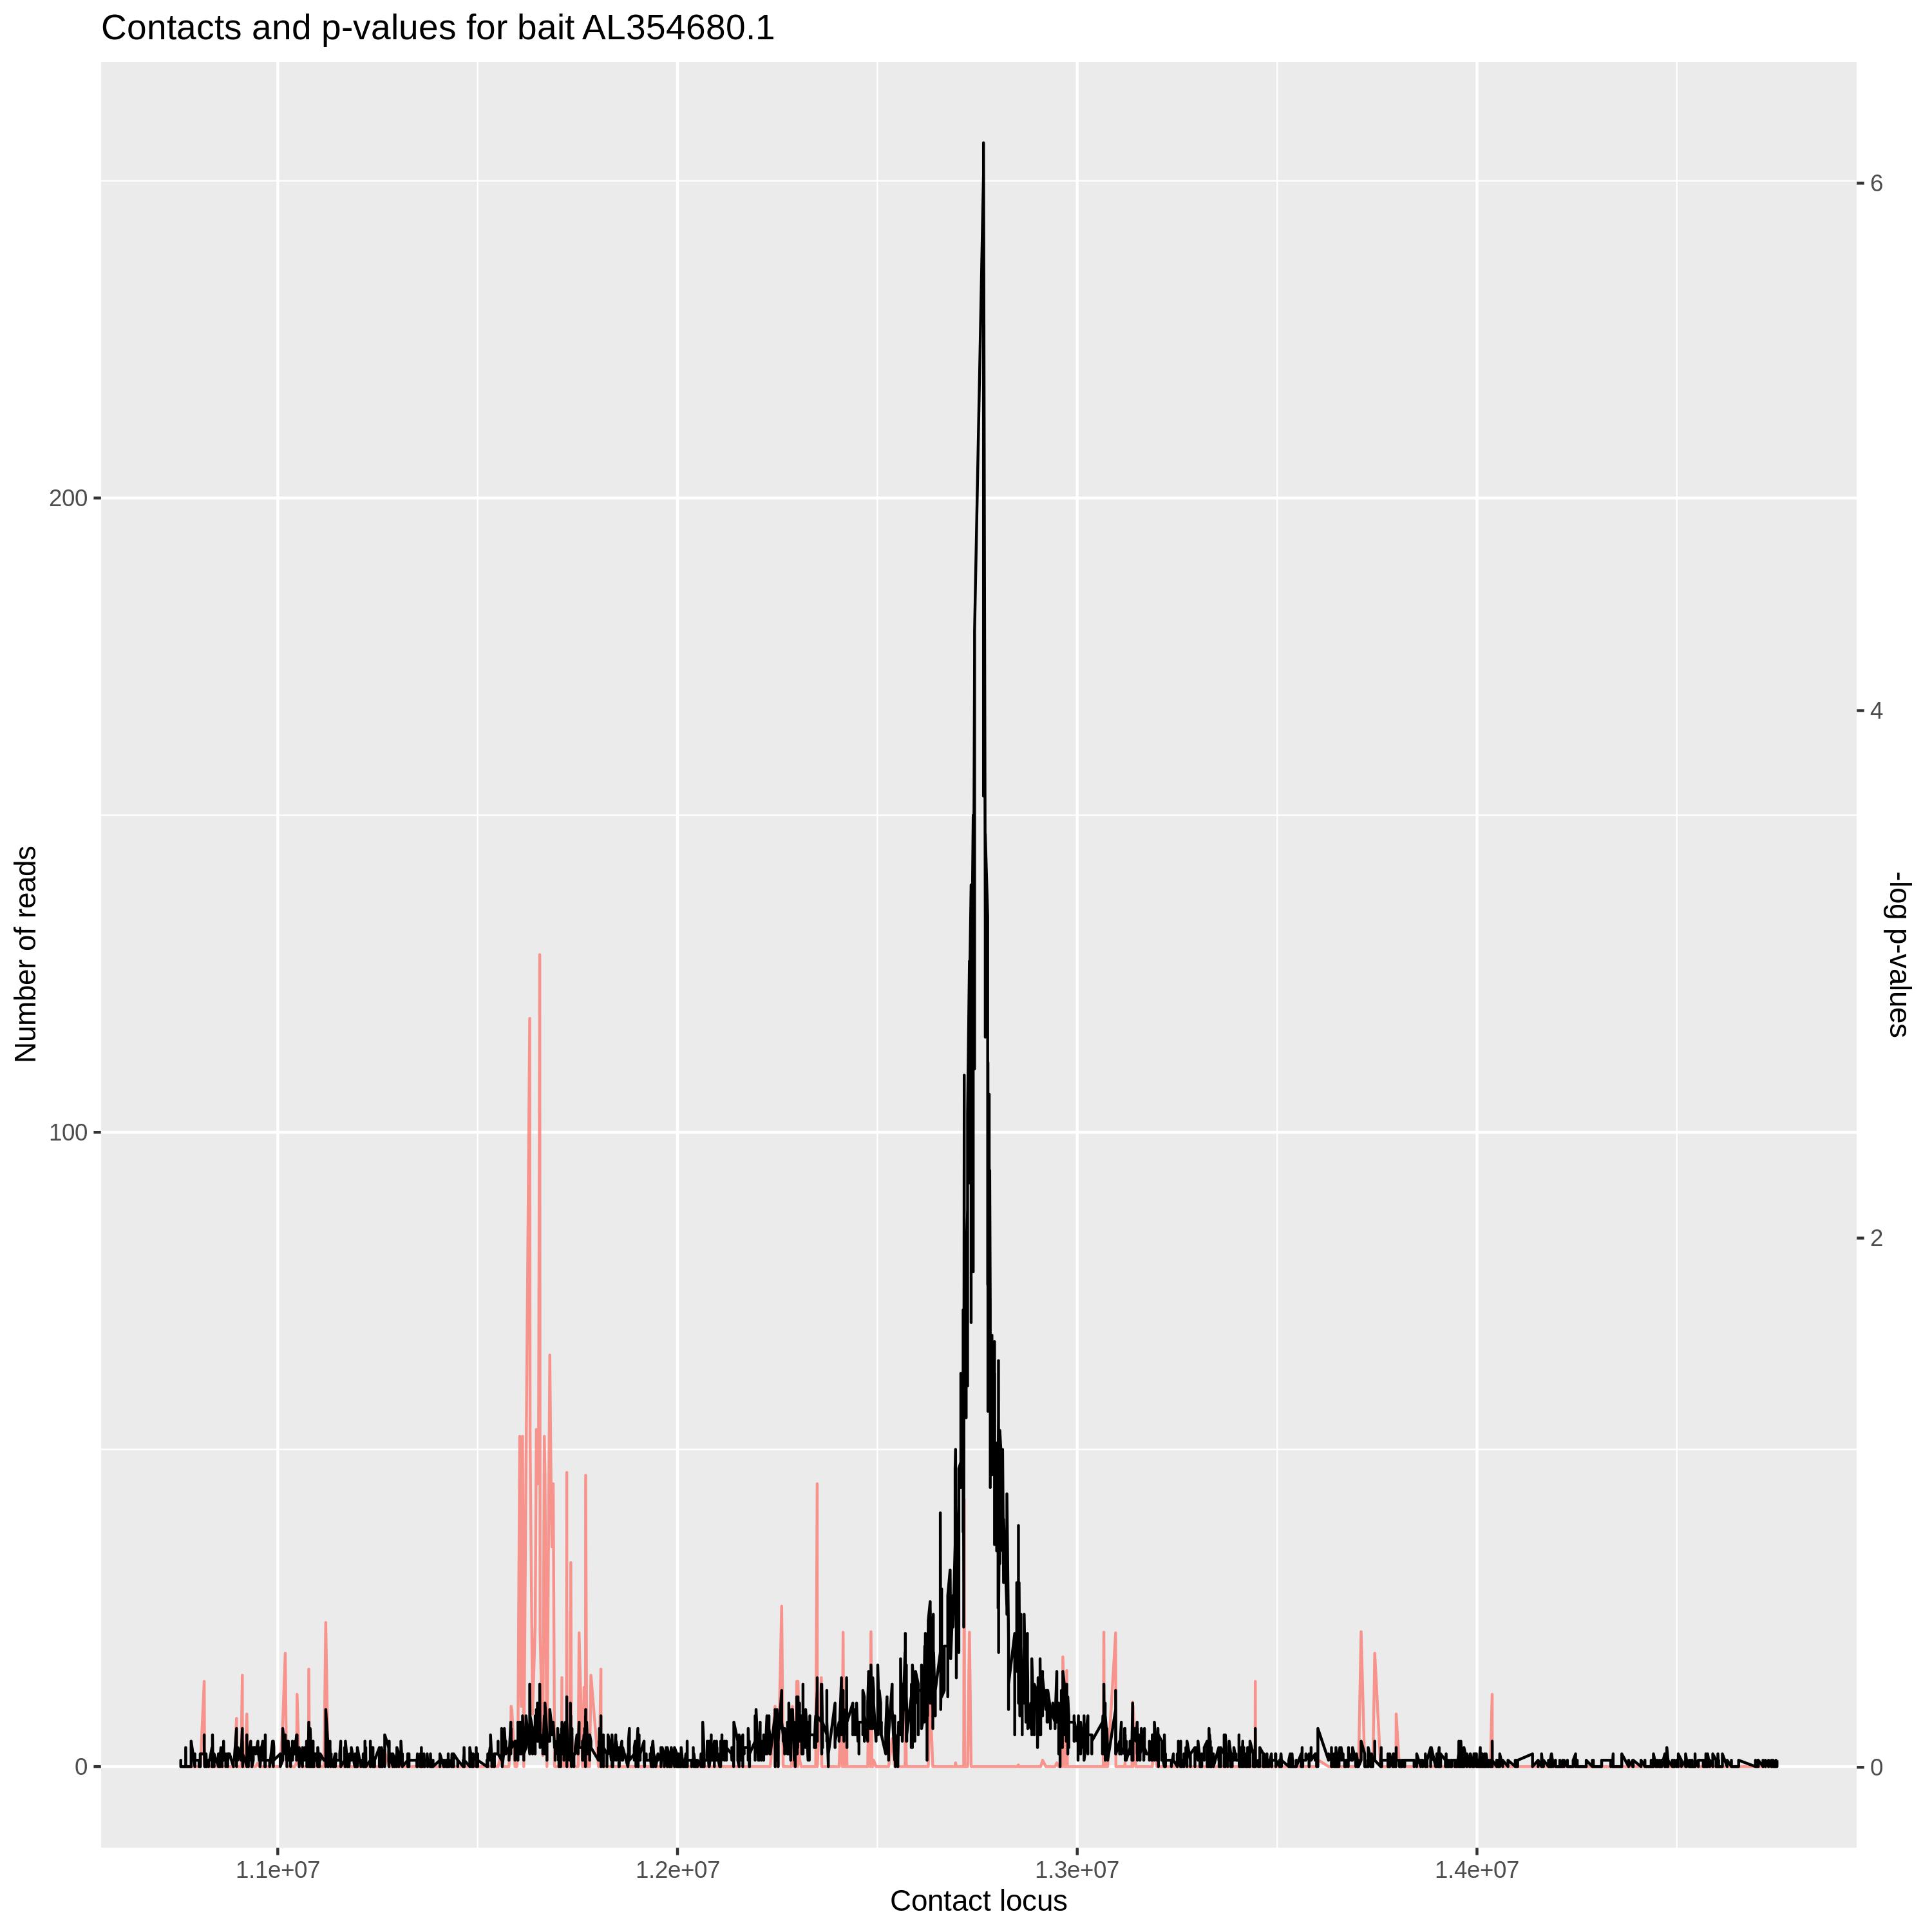 Contacts and p-values for bait AL354680.1
Number of reads
200
100
0
6
4
2
0
-log p-values
1.1e+07 1.2e+07 1.3e+07 1.4e+07
Contact locus